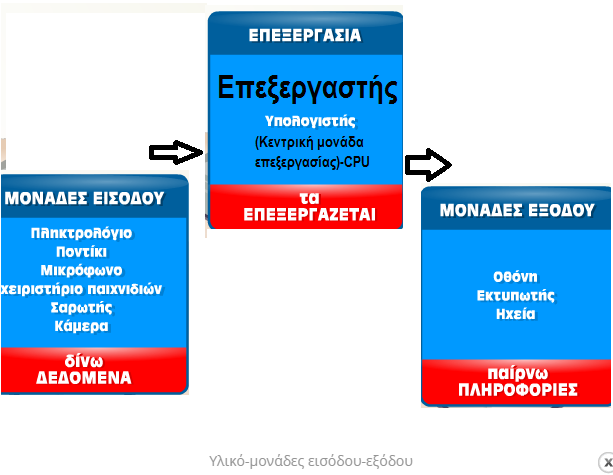 ΕΠΕΞΕΡΓΑΣΙΑ
Επεξεργαστής
Υπολογιστής
(Κεντρική μονάδα
επεξεργασίας)-CPU
τα
ΕΠΕΞΕΡΓΑΖΕΤΑΙ
ΜΟΝΑΔΕΣ ΕΙΣΟΔΟΥ
Πληκτρολόγιο
Ποντίκι
Μικρόφωνο
χειριστήριο παιχνιδιών
Σαρωτής
Κάμερα
δίνω
ΔΕΔΟΜΕΝΑ
ΜΟΝΑΔΕΣ ΕΞΟΔΟΥ
Οθόνη
Εκτυπωτής
Ηχεία
παίρνω
ΠΛΗΡΟΦΟΡΙΕΣ
Υλικό-μονάδες εισόδου-εξόδου
x